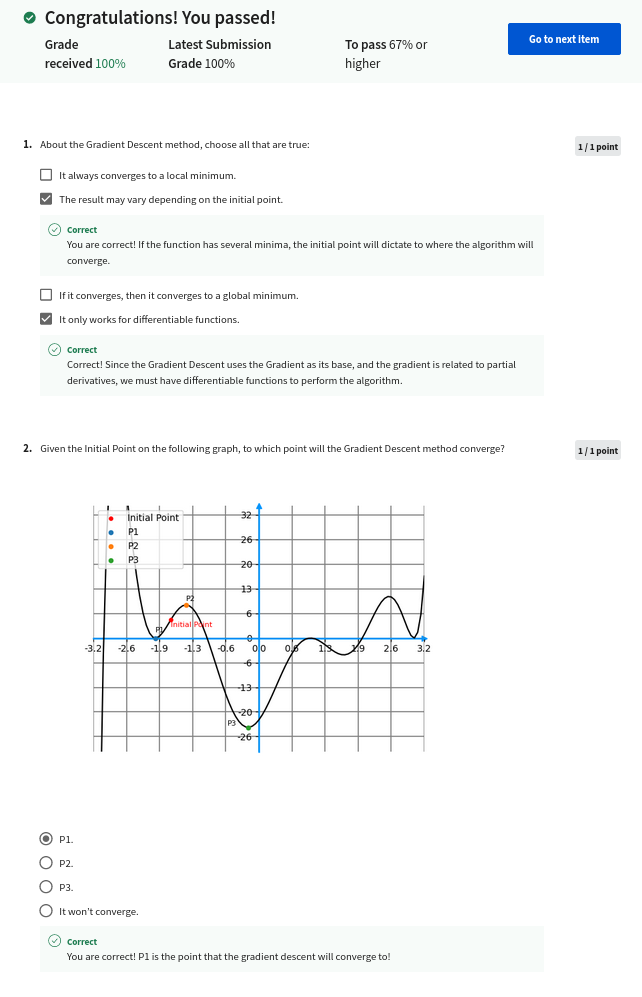 Congratulations! You passed!
Grade received 100%
Latest Submission Grade 100%
To pass 67% or higher
Go to next item
1. About the Gradient Descent method, choose all that are true:
1 / 1 point
It always converges to a local minimum.
The result may vary depending on the initial point.
Correct
You are correct! If the function has several minima, the initial point will dictate to where the algorithm will
converge.
If it converges, then it converges to a global minimum.
It only works for differentiable functions.
Correct
Correct! Since the Gradient Descent uses the Gradient as its base, and the gradient is related to partial
derivatives, we must have differentiable functions to perform the algorithm.
2. Given the Initial Point on the following graph, to which point will the Gradient Descent method converge?
1 / 1 point
Initial Point
P1
P2
P3
32
26
20
13
6
0
-6
-13
-20
-26
-3.2 -2.6 -1.9 -1.3 -0.6 0.0 0.6 1.3 1.9 2.6 3.2
P2
P1
Initial Point
P3
P1.
P2.
P3.
It won't converge.
Correct
You are correct! P1 is the point that the gradient descent will converge to!